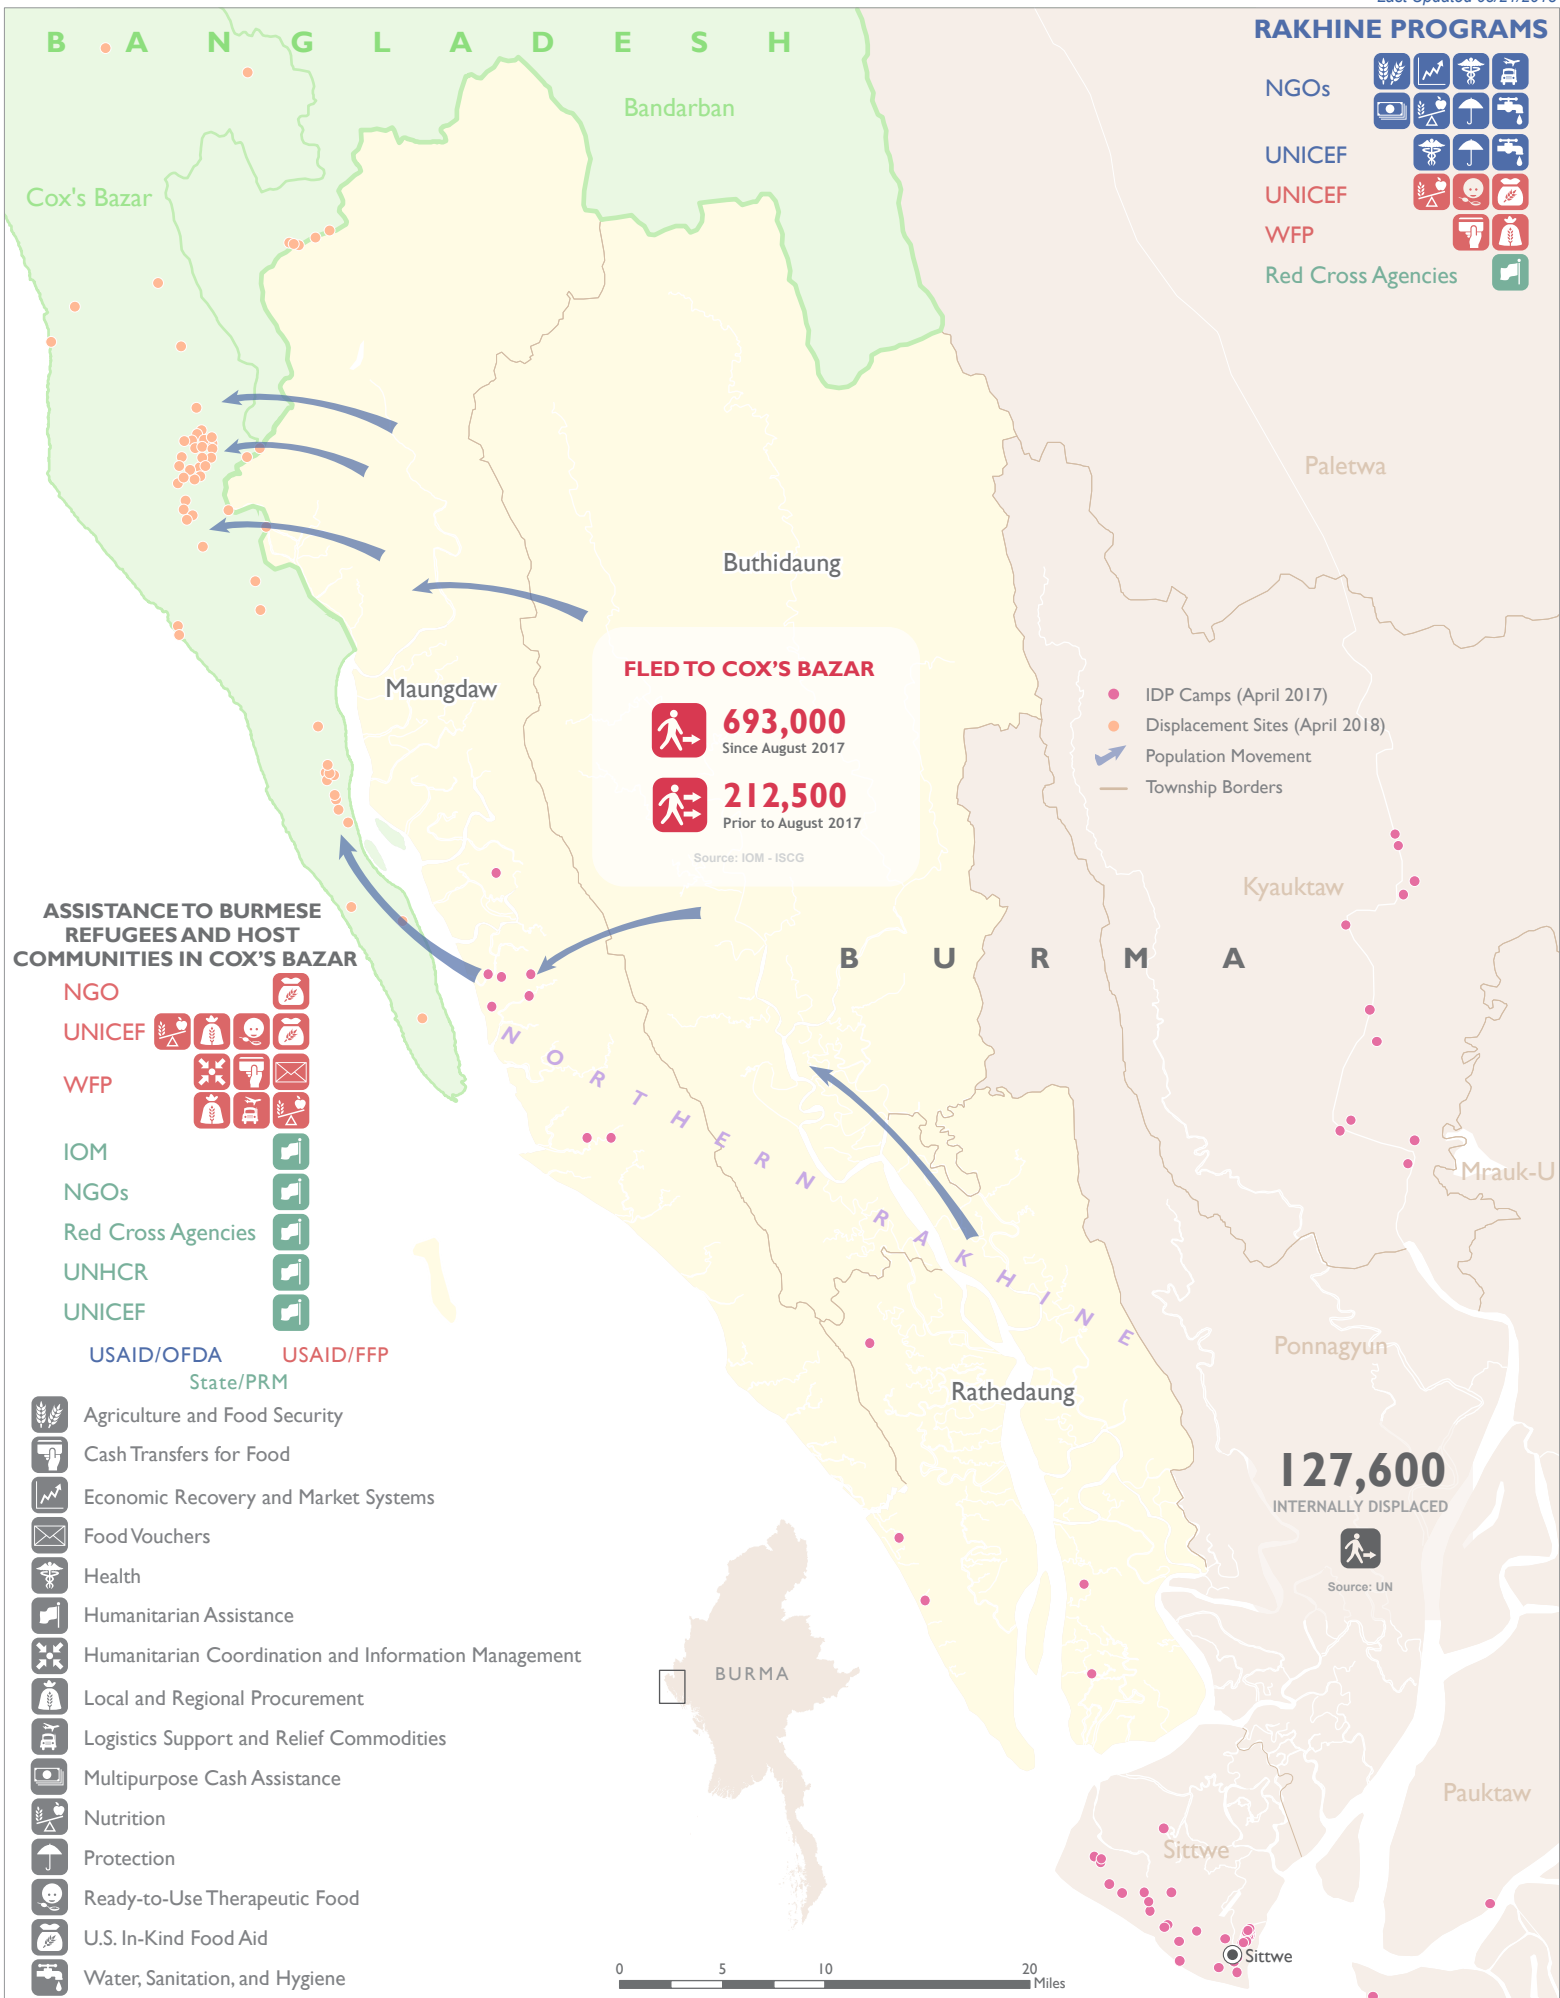 RAKHINE PROGRAMS
NGOs
UNICEF
UNICEF
WFP
Red Cross Agencies
B A N G L A D E S H
Bandarban
Cox's Bazar
Paletwa
Buthidaung
Maungdaw
FLED TO COX'S BAZAR
693,000
Since August 2017
212,500
Prior to August 2017
Source: IOM - ISCG
IDP Camps (April 2017)
Displacement Sites (April 2018)
Population Movement
Township Borders
Kyauktaw
B U R M A
Mrauk-U
N O R T H E R N R A K H I N E
Ponnagyun
Rathedaung
127,600
INTERNALLY DISPLACED
Source: UN
ASSISTANCE TO BURMESE
REFUGEES AND HOST
COMMUNITIES IN COX'S BAZAR
NGO
UNICEF
WFP
IOM
NGOs
Red Cross Agencies
UNHCR
UNICEF
USAID/OFDA USAID/FFP
State/PRM
Agriculture and Food Security
Cash Transfers for Food
Economic Recovery and Market Systems
Food Vouchers
Health
Humanitarian Assistance
Humanitarian Coordination and Information Management
Local and Regional Procurement
Logistics Support and Relief Commodities
Multipurpose Cash Assistance
Nutrition
Protection
Ready-to-Use Therapeutic Food
U.S. In-Kind Food Aid
Water, Sanitation, and Hygiene
BURMA
Pauktaw
Sittwe
Sittwe
0 5 10 20
Miles